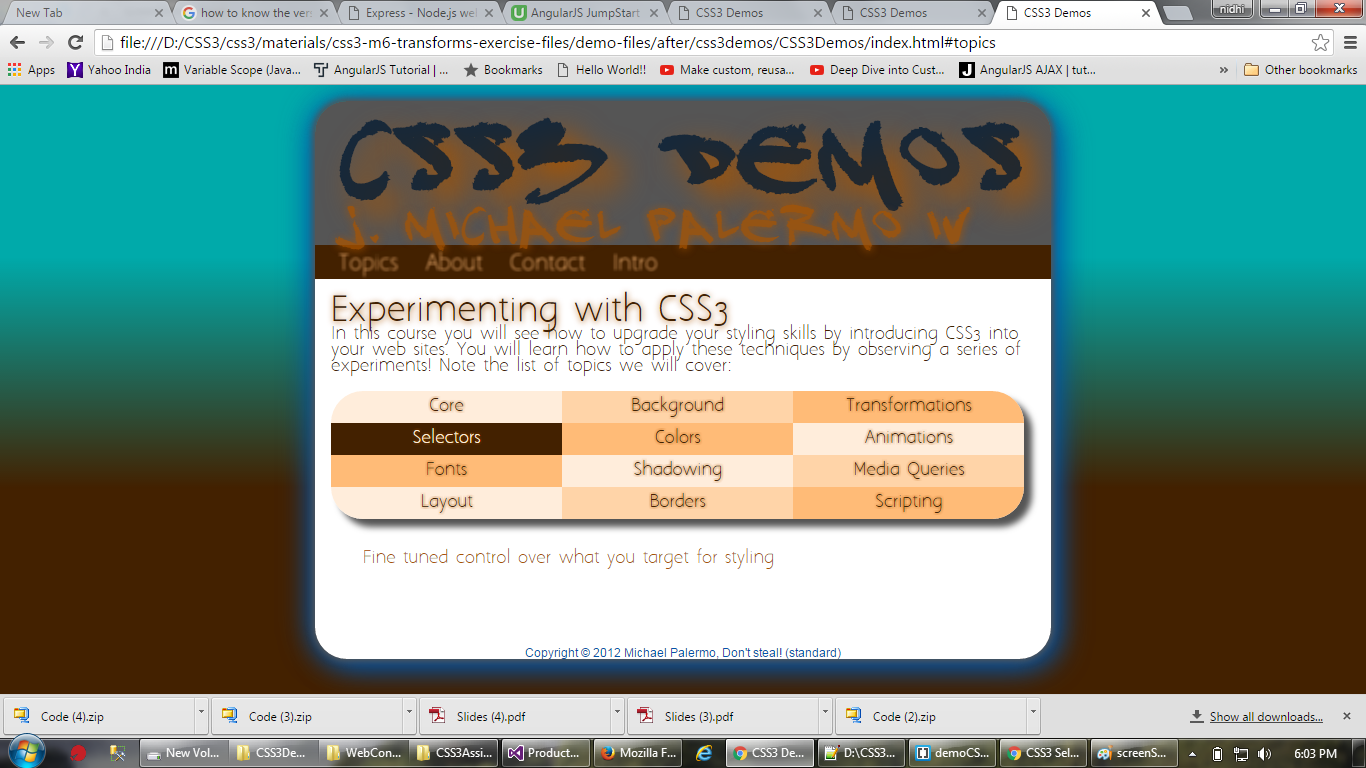 New Tab
how to know the vers
Express - Node.js wel
AngularJS JumpStart
CSS3 Demos
CSS3 Demos
CSS3 Demos
nidhi
file:///D:/CSS3/css3/materials/css3-m6-transforms-exercise-files/demo-files/after/css3demos/CSS3Demos/index.html#topics
Apps
Yahoo India
Variable Scope (Java...
AngularJS Tutorial | ...
Bookmarks
Hello World!!
Make custom, reusa...
Deep Dive into Cust...
AngularJS AJAX | tut...
»
Other bookmarks
CSS3 DEMOS
J. MICHAEL PALERMO IV
Topics About Contact Intro
Experimenting with CSS3
In this course you will see how to upgrade your styling skills by introducing CSS3 into
your web sites. You will learn how to apply these techniques by observing a series of
experiments! Note the list of topics we will cover:
Core Background Transformations
Selectors Colors Animations
Fonts Shadowing Media Queries
Layout Borders Scripting
Fine tuned control over what you target for styling
Copyright © 2012 Michael Palermo, Don't steal! (standard)
Code (4).zip
Code (3).zip
Slides (4).pdf
Slides (3).pdf
Code (2).zip
Show all downloads...
New Vol...
CSS3De...
WebCon...
CSS3Assi...
Product...
Mozilla F...
CSS3 De...
D:\CSS3...
demoCS...
CSS3 Sel...
screenS...
6:03 PM